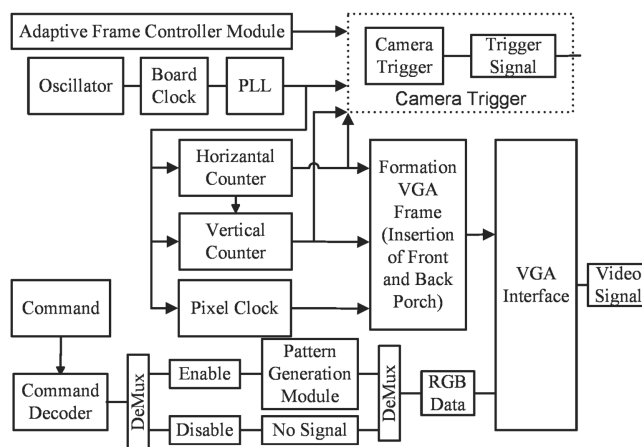 Adaptive Frame Controller Module
Camera
Trigger
Trigger
Signal
Camera Trigger
Oscillator
Board
Clock
PLL
Horizantal
Counter
Vertical
Counter
Pixel Clock
Formation
VGA
Frame
(Insertion
of Front
and Back
Porch)
VGA
Interface
Video
Signal
Command
Command
Decoder
DeMux
Enable
Pattern
Generation
Module
Disable
No Signal
DeMux
RGB
Data